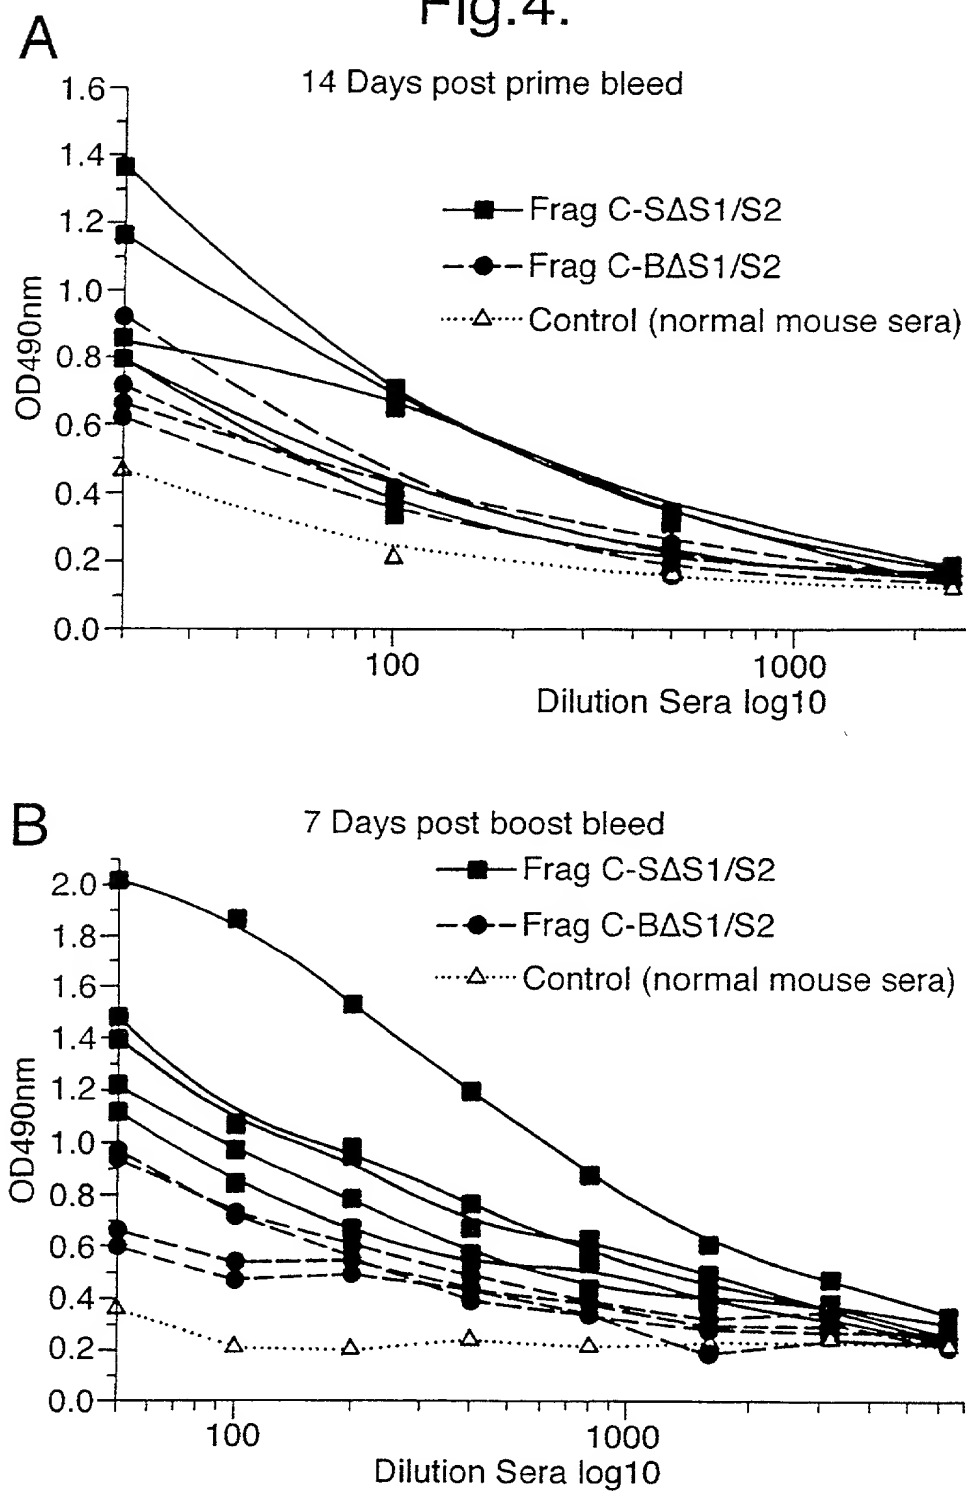 Fig.4.
A
14 Days post prime bleed
1.6
1.4
1.2
1.0
0.8
0.6
0.4
0.2
0.0
OD490nm
Frag C-SΔS1/S2
Frag C-BΔS1/S2
Control (normal mouse sera)
100
1000
Dilution Sera log10
B
7 Days post boost bleed
2.0
1.8
1.6
1.4
1.2
1.0
0.8
0.6
0.4
0.2
0.0
OD490nm
Frag C-SΔS1/S2
Frag C-BΔS1/S2
Control (normal mouse sera)
100
1000
Dilution Sera log10